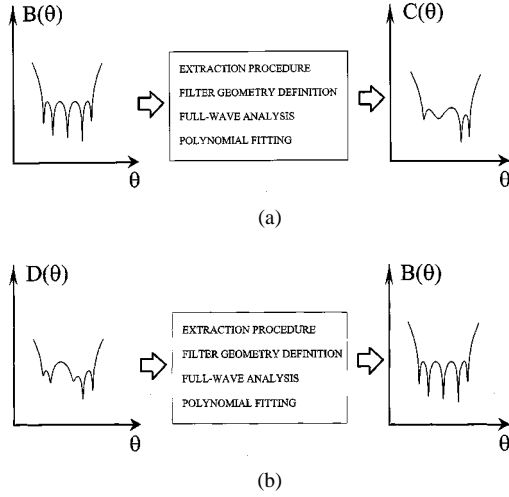 B(θ)
C(θ)
EXTRACTION PROCEDURE
FILTER GEOMETRY DEFINITION
FULL-WAVE ANALYSIS
POLYNOMIAL FITTING
θ
θ
(a)
D(θ)
B(θ)
EXTRACTION PROCEDURE
FILTER GEOMETRY DEFINITION
FULL-WAVE ANALYSIS
POLYNOMIAL FITTING
θ
θ
(b)